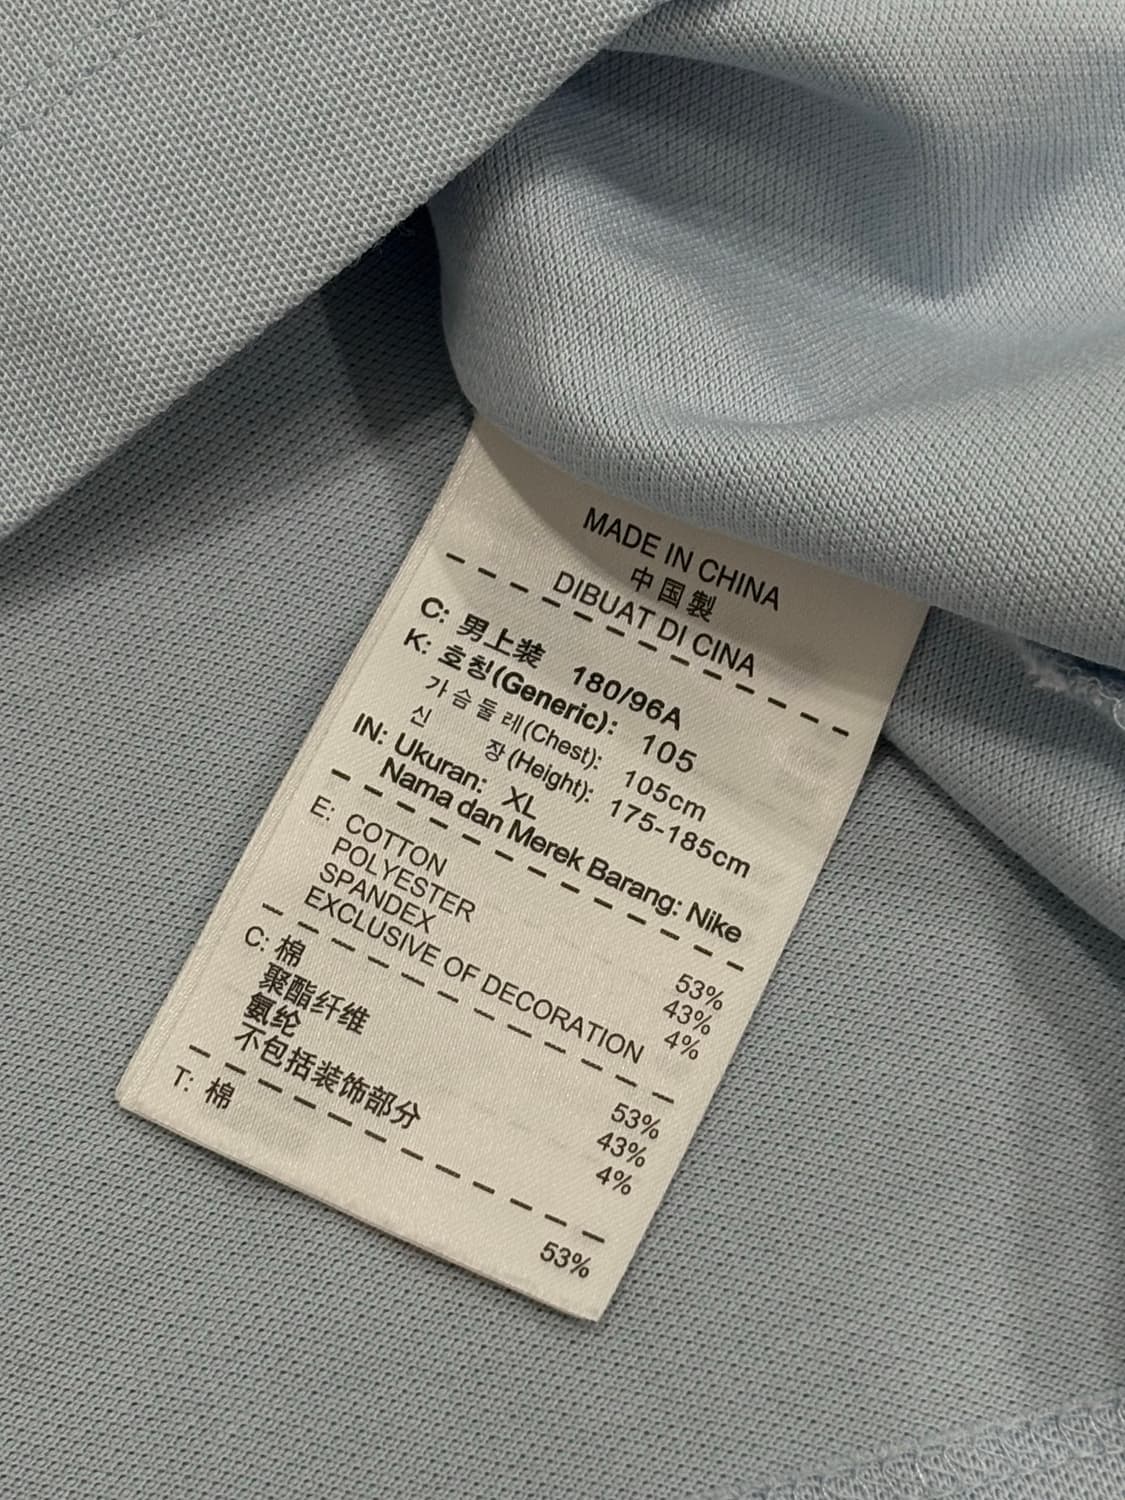 MADE IN CHINA
中国製
DIBUAT DI CINA
C: 男上装 180/96A
K: 호칭(Generic): 105
가슴둘레(Chest): 105cm
신 장(Height): 175-185cm
IN: Ukuran: XL
Nama dan Merek Barang: Nike
E: COTTON 53%
POLYESTER 43%
SPANDEX 4%
EXCLUSIVE OF DECORATION
C: 棉 53%
聚酯纤维 43%
氨纶 4%
不包括装饰部分
T: 棉 53%